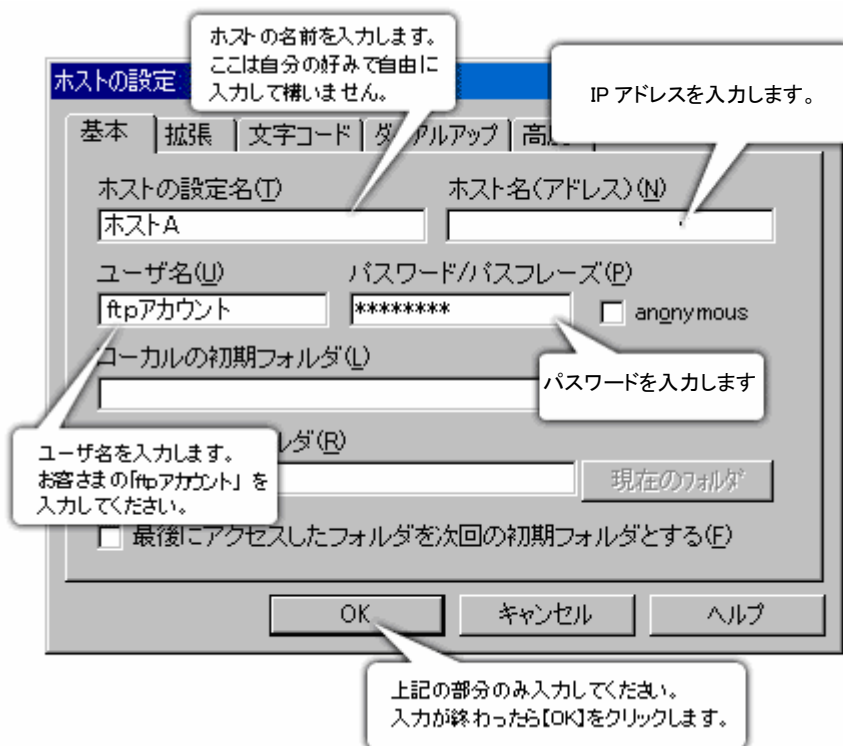 ホストの名前を入力します。
ここは自分の好みで自由に
入力して構いません。
IP アドレスを入力します。
ホストの設定
基本
拡張
文字コード
ホストの設定名(T)
ホスト名(アドレス)(N)
ホストA
ユーザ名(U)
パスワード/パスフレーズ(P)
ftpアカウント
********
anonymous
ローカルの初期フォルダ(L)
パスワードを入力します
ユーザ名を入力します。
お客さまの「ftpアカウント」を
入力してください。
ルダ(R)
現在のフォルダ
最後にアクセスしたフォルダを次回の初期フォルダとする(F)
OK
キャンセル
ヘルプ
上記の部分のみ入力してください。
入力が終わったら【OK】をクリックします。